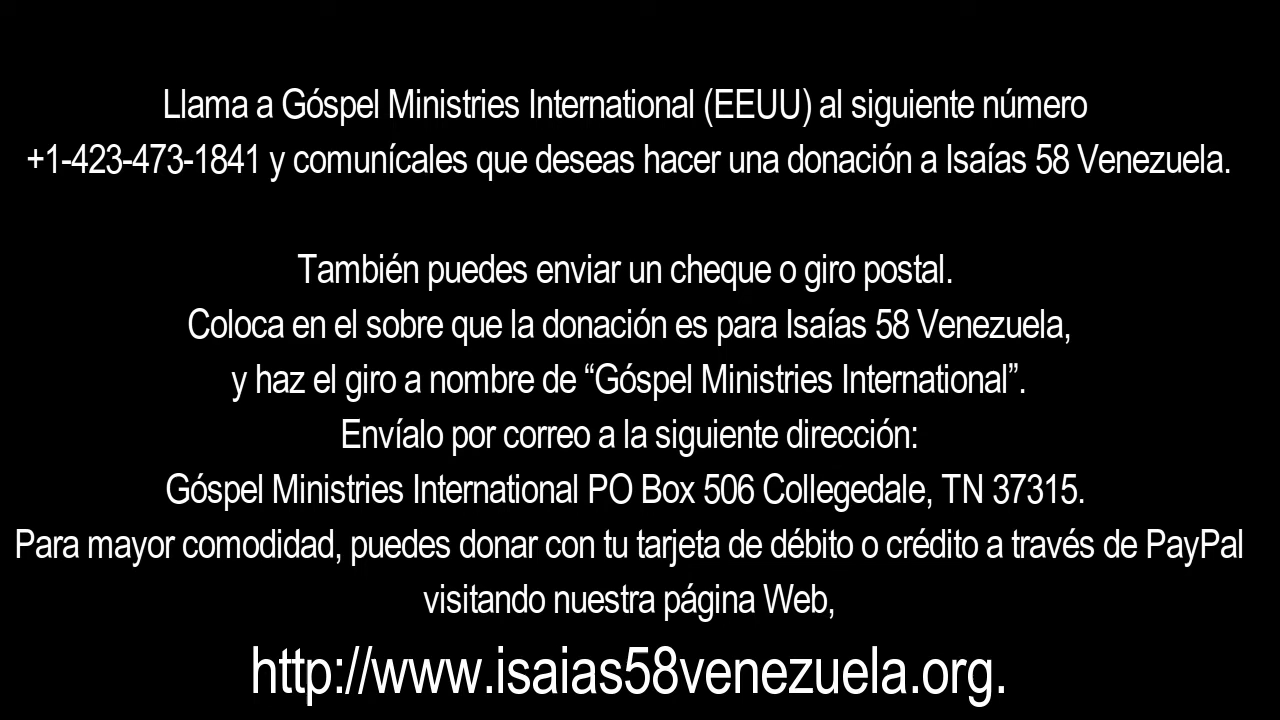 Llama a Góspel Ministries International (EEUU) al siguiente número
+1-423-473-1841 y comunícales que deseas hacer una donación a Isaías 58 Venezuela.
También puedes enviar un cheque o giro postal.
Coloca en el sobre que la donación es para Isaías 58 Venezuela,
y haz el giro a nombre de “Góspel Ministries International”.
Envíalo por correo a la siguiente dirección:
Góspel Ministries International PO Box 506 Collegedale, TN 37315.
Para mayor comodidad, puedes donar con tu tarjeta de débito o crédito a través de PayPal
visitando nuestra página Web,
http://www.isaias58venezuela.org.